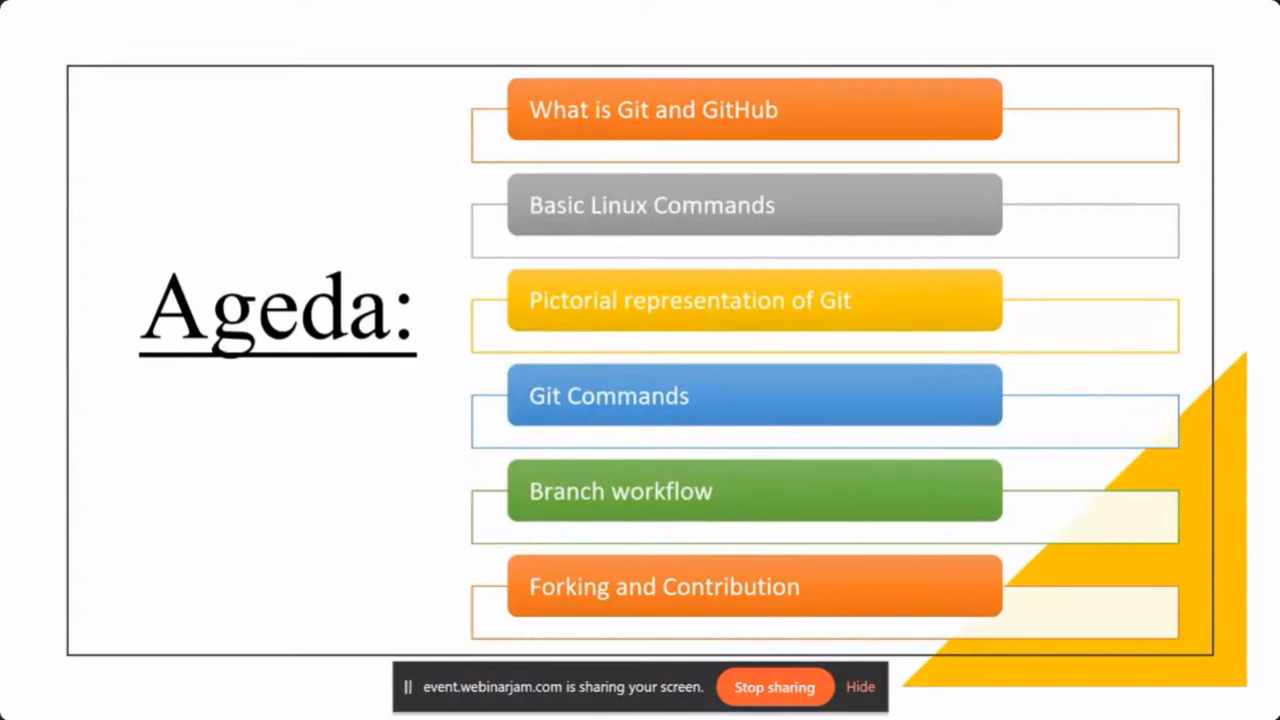 Ageda:
What is Git and GitHub
Basic Linux Commands
Pictorial representation of Git
Git Commands
Branch workflow
Forking and Contribution
event.webinarjam.com is sharing your screen. Stop sharing Hide